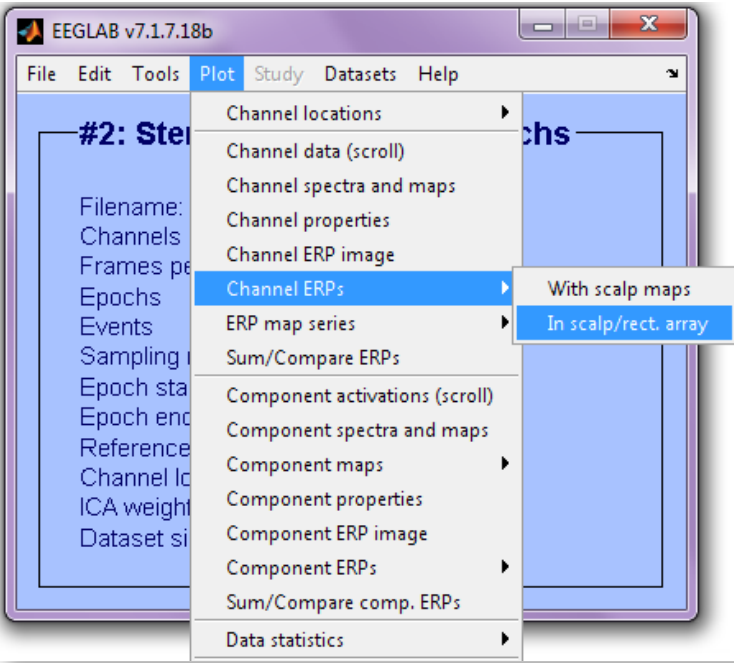 EEGLAB v7.1.7.18b
File Edit Tools Plot Study Datasets Help
#2: chs
Channel locations
Channel data (scroll)
Channel spectra and maps
Channel properties
Channel ERP image
Channel ERPs
With scalp maps
In scalp/rect. array
ERP map series
Sum/Compare ERPs
Component activations (scroll)
Component spectra and maps
Component maps
Component properties
Component ERP image
Component ERPs
Sum/Compare comp. ERPs
Data statistics
Filename:
Channels
Frames pe
Epochs
Events
Sampling
Epoch sta
Epoch end
Reference
Channel lo
ICA weight
Dataset si